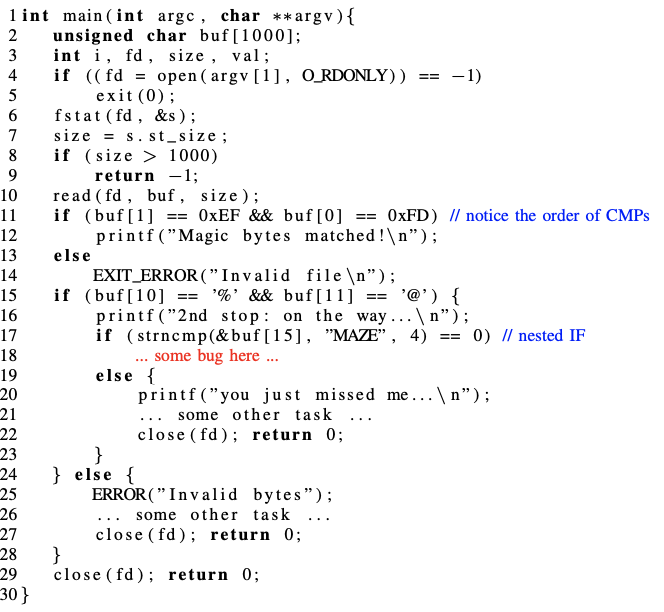 1 int main(int argc, char **argv){
2 unsigned char buf[1000];
3 int i, fd, size, val;
4 if ((fd = open(argv[1], O_RDONLY)) == −1)
5 exit(0);
6 fstat(fd, &s);
7 size = s.st_size;
8 if (size > 1000)
9 return −1;
10 read(fd, buf, size);
11 if (buf[1] == 0xEF && buf[0] == 0xFD) // notice the order of CMPs
12 printf("Magic bytes matched!\n");
13 else
14 EXIT_ERROR("Invalid file\n");
15 if (buf[10] == '%' && buf[11] == '@') {
16 printf("2nd stop: on the way...\n");
17 if (strncmp(&buf[15], "MAZE", 4) == 0) // nested IF
18 ... some bug here ...
19 else {
20 printf("you just missed me...\n");
21 ... some other task ...
22 close(fd); return 0;
23 }
24 } else {
25 ERROR("Invalid bytes");
26 ... some other task ...
27 close(fd); return 0;
28 }
29 close(fd); return 0;
30 }